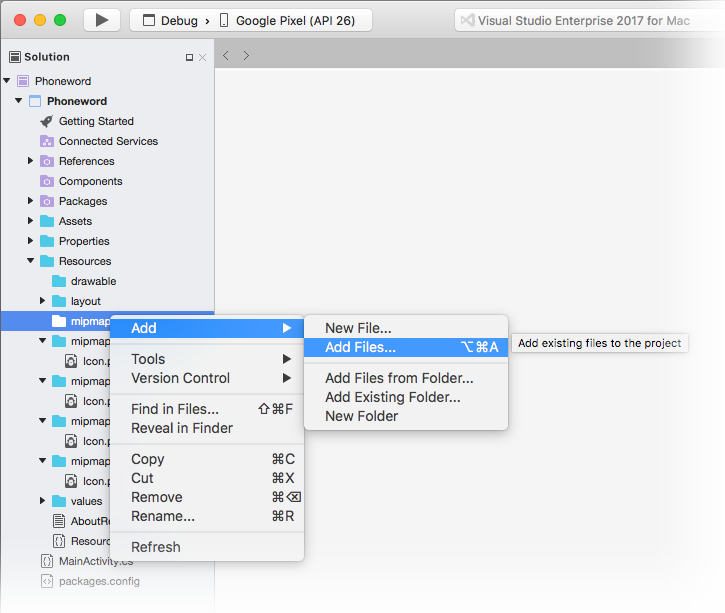 Debug › Google Pixel (API 26)
Visual Studio Enterprise 2017 for Mac
Solution
Phoneword
Phoneword
Getting Started
Connected Services
References
Components
Packages
Assets
Properties
Resources
drawable
layout
mipmap
mipmap
Icon.p
mipmap
Icon.p
mipmap
Icon.p
mipmap
Icon.p
values
AboutRe
Resourc
MainActivity.cs
packages.config
Add
Tools
Version Control
Find in Files... ⇧⌘F
Reveal in Finder
Copy ⌘C
Cut ⌘X
Remove ⌘⌫
Rename... ⌘R
Refresh
New File...
Add Files... ⌥⌘A
Add Files from Folder...
Add Existing Folder...
New Folder
Add existing files to the project